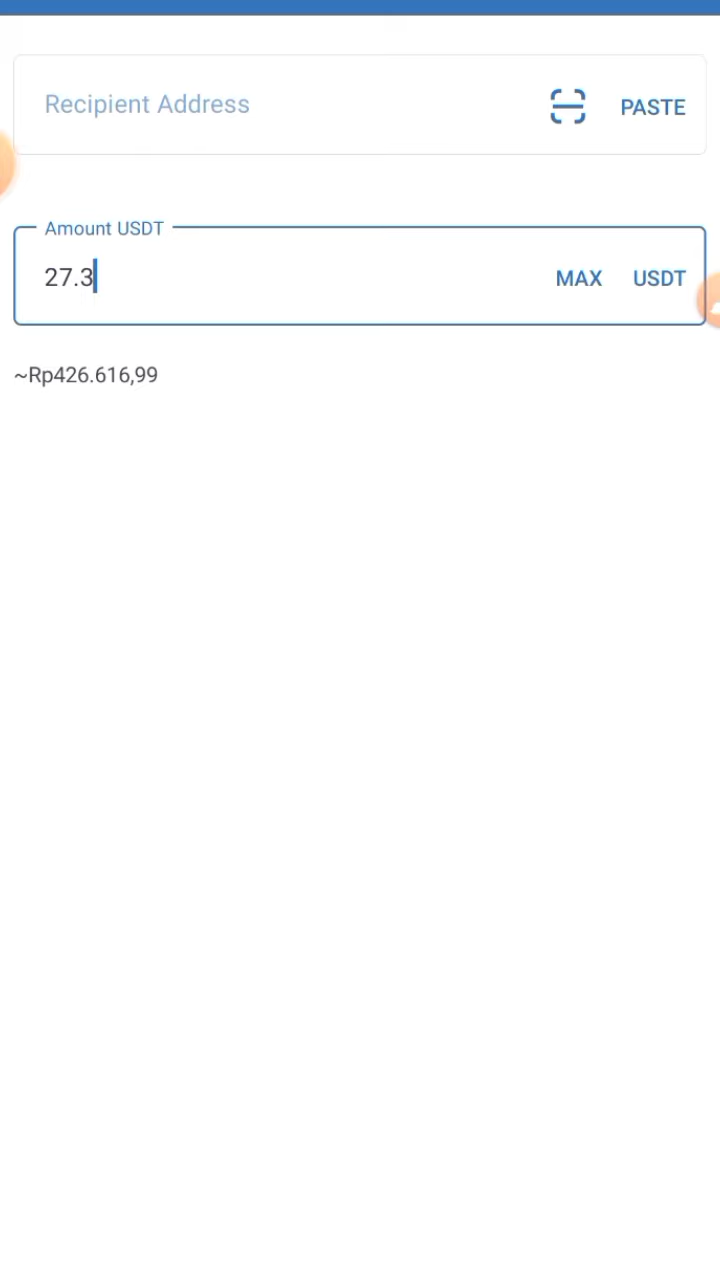 Recipient Address PASTE
Amount USDT
27.3 MAX USDT
~Rp426.616,99